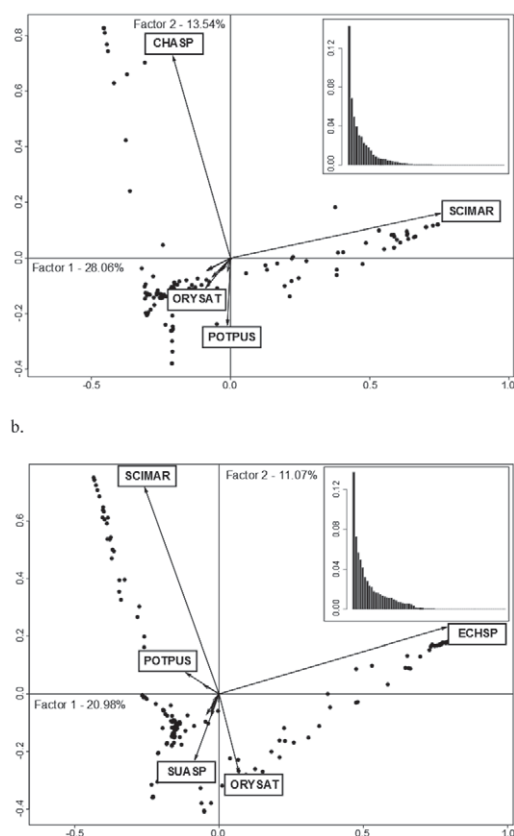 Factor 2 - 13.54%
CHASP
SCIMAR
Factor 1 - 28.06%
ORYSAT
POTPUS
0.8
0.6
0.4
0.2
0.0
-0.2
-0.4
-0.5
0.0
0.5
1.0
0.12
0.08
0.04
0.00
b.
SCIMAR
Factor 2 - 11.07%
ECHSP
POTPUS
Factor 1 - 20.98%
SUASP
ORYSAT
0.6
0.4
0.2
0.0
-0.2
-0.4
-0.5
0.0
0.5
1.0
0.12
0.08
0.04
0.00